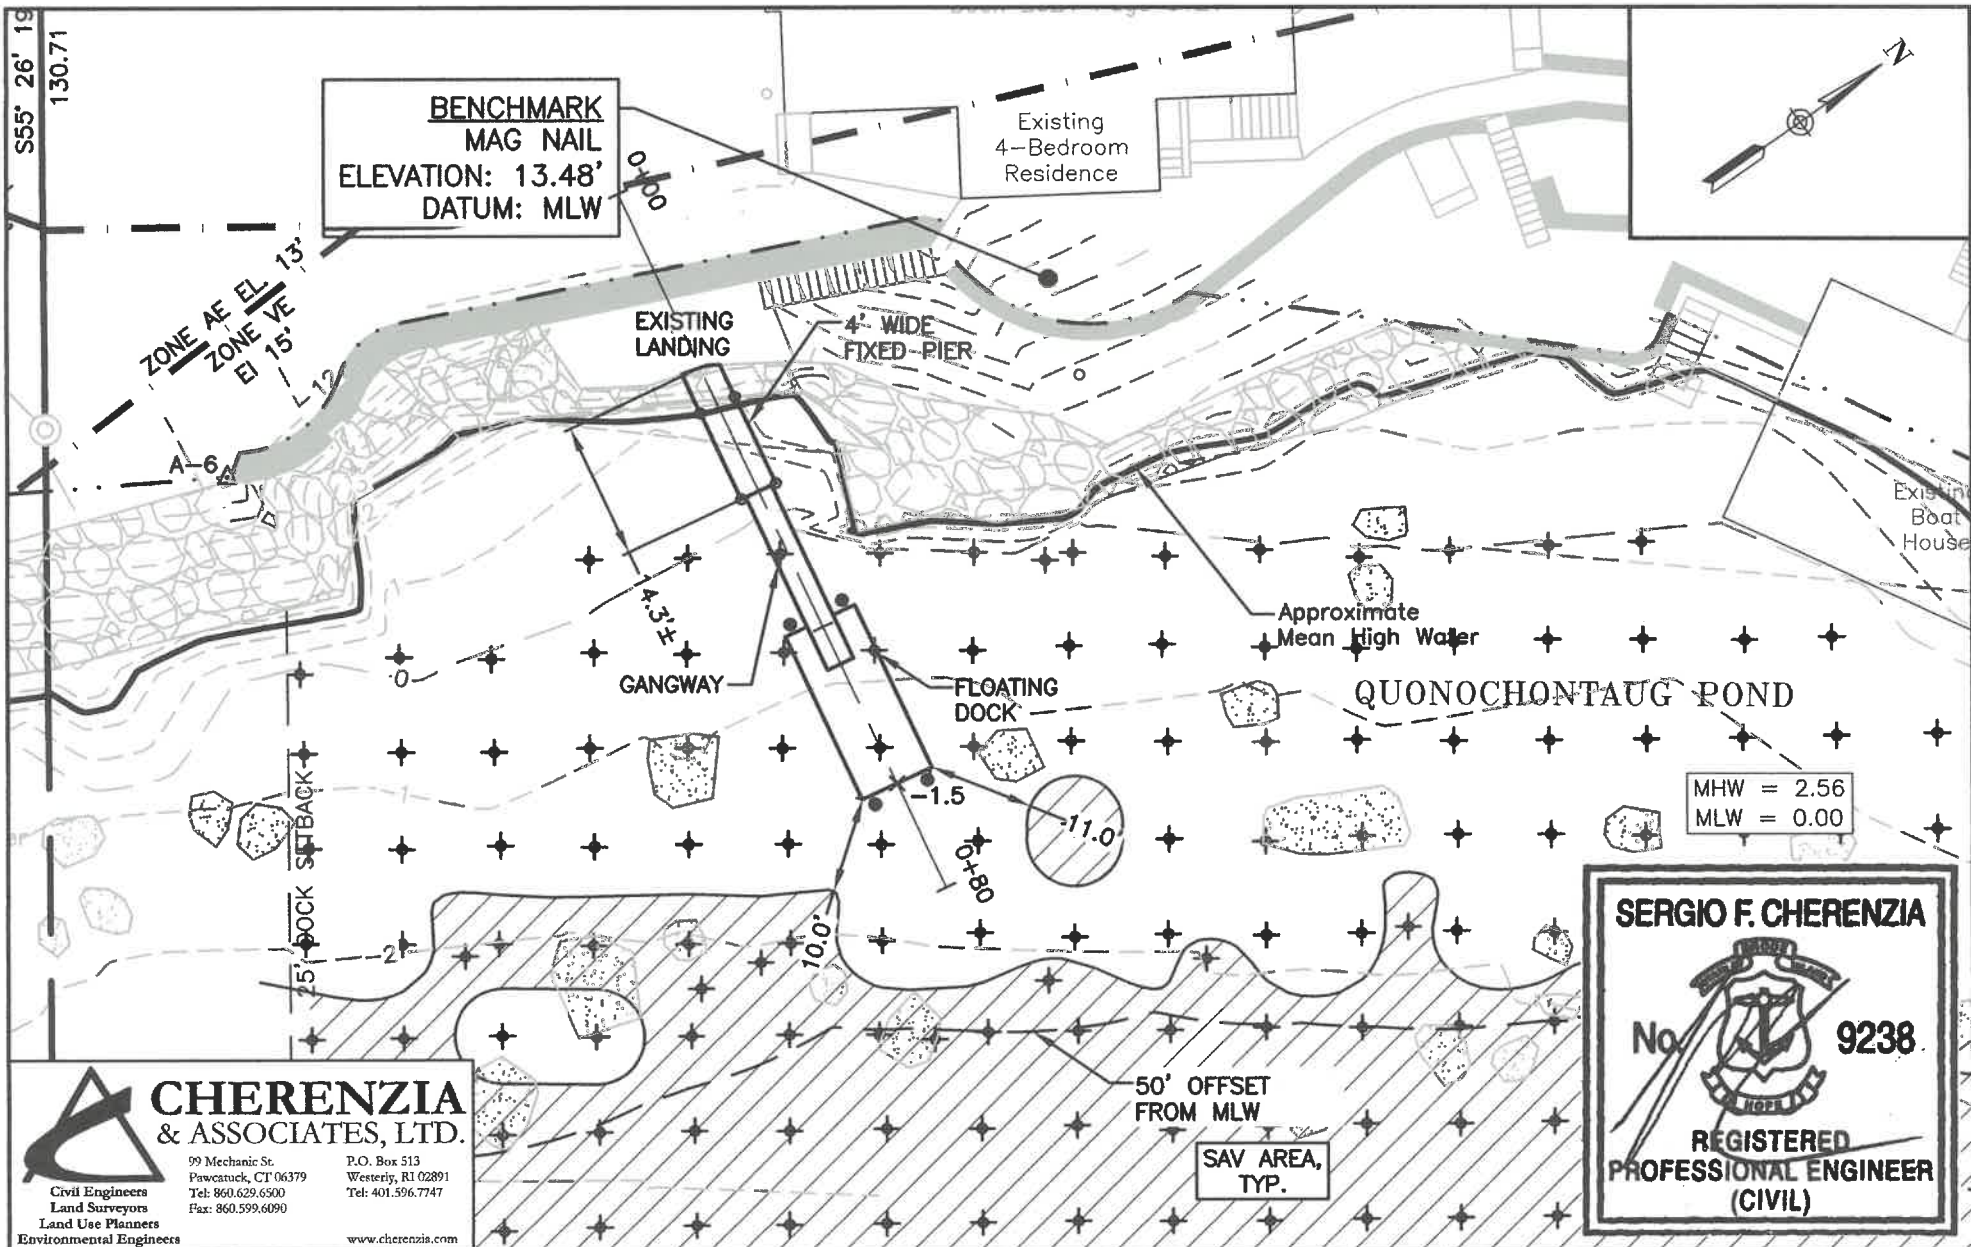 S55° 26' 19
130.71
BENCHMARK
MAG NAIL
ELEVATION: 13.48'
DATUM: MLW
0+00
Existing
4-Bedroom
Residence
N
ZONE AE EL. 13'
ZONE VE
El 15'
12
EXISTING
LANDING
4' WIDE
FIXED PIER
A-6
Existing
Boat
House
4.3'±
Approximate
Mean High Water
0
GANGWAY
FLOATING
DOCK
QUONOCHONTAUG POND
MHW = 2.56
MLW = 0.00
-1
-1.5
-11.0
0+80
25' DOCK SETBACK
-2
10.0'
50' OFFSET
FROM MLW
SAV AREA,
TYP.
SERGIO F. CHERENZIA
No. 9238
HOPE
REGISTERED
PROFESSIONAL ENGINEER
(CIVIL)
CHERENZIA
& ASSOCIATES, LTD.
99 Mechanic St.
Pawcatuck, CT 06379
Tel: 860.629.6500
Fax: 860.599.6090
P.O. Box 513
Westerly, RI 02891
Tel: 401.596.7747
www.cherenzia.com
Civil Engineers
Land Surveyors
Land Use Planners
Environmental Engineers